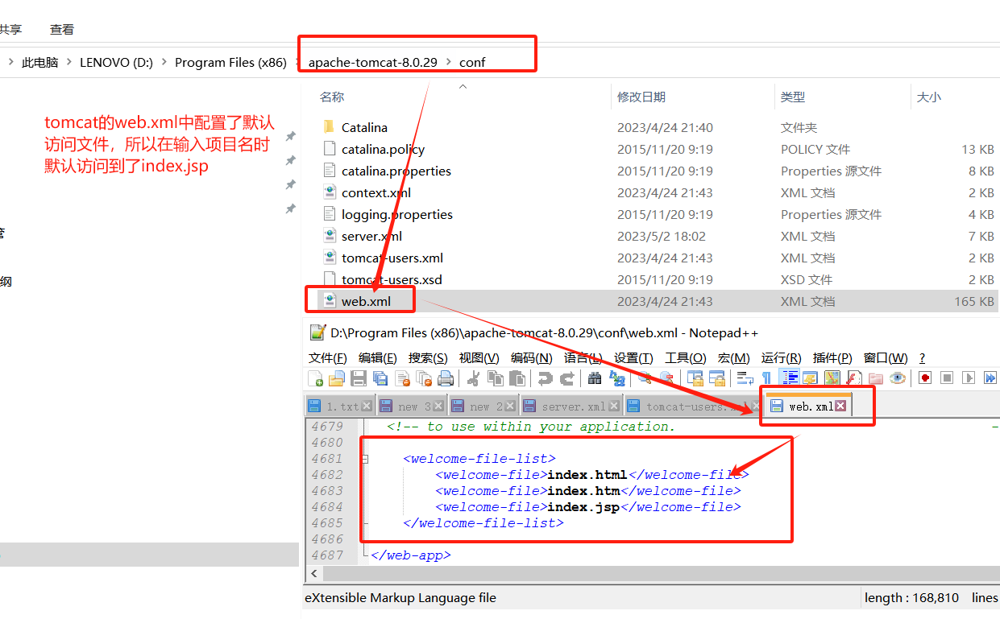 共享 查看
此电脑 > LENOVO (D:) > Program Files (x86) > apache-tomcat-8.0.29 > conf
名称 修改日期 类型 大小
tomcat的web.xml中配置了默认
访问文件，所以在输入项目名时
默认访问到了index.jsp
Catalina 2023/4/24 21:40 文件夹
catalina.policy 2015/11/20 9:19 POLICY 文件 13 KB
catalina.properties 2015/11/20 9:19 Properties 源文件 8 KB
context.xml 2023/4/24 21:43 XML 文档 2 KB
logging.properties 2015/11/20 9:19 Properties 源文件 4 KB
server.xml 2023/5/2 18:02 XML 文档 7 KB
tomcat-users.xml 2023/4/24 21:43 XML 文档 2 KB
纲
tomcat-users.xsd 2015/11/20 9:19 XSD 文件 2 KB
web.xml 2023/4/24 21:43 XML 文档 165 KB
D:\Program Files (x86)\apache-tomcat-8.0.29\conf\web.xml - Notepad++
文件(F) 编辑(E) 搜索(S) 视图(V) 编码(N) 语言(L) 设置(T) 工具(O) 宏(M) 运行(R) 插件(P) 窗口(W) ?
1.txt new 3 new 2 server.xml tomcat-users.xml web.xml
4679 <!-- to use within your application. -
4680
4681 <welcome-file-list>
4682 <welcome-file>index.html</welcome-file>
4683 <welcome-file>index.htm</welcome-file>
4684 <welcome-file>index.jsp</welcome-file>
4685 </welcome-file-list>
4686
4687 </web-app>
eXtensible Markup Language file length : 168,810 lines